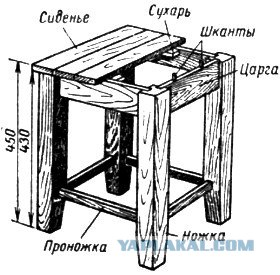 Сухарь
Сиденье
Шканты
Царга
450
430
Проножка
Ножка
YAPLAKAL.COM